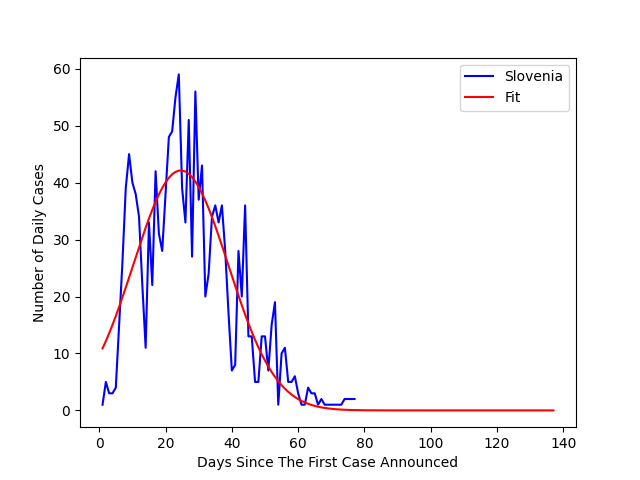 Slovenia
Fit
Number of Daily Cases
60
50
40
30
20
10
0
0 20 40 60 80 100 120 140
Days Since The First Case Announced